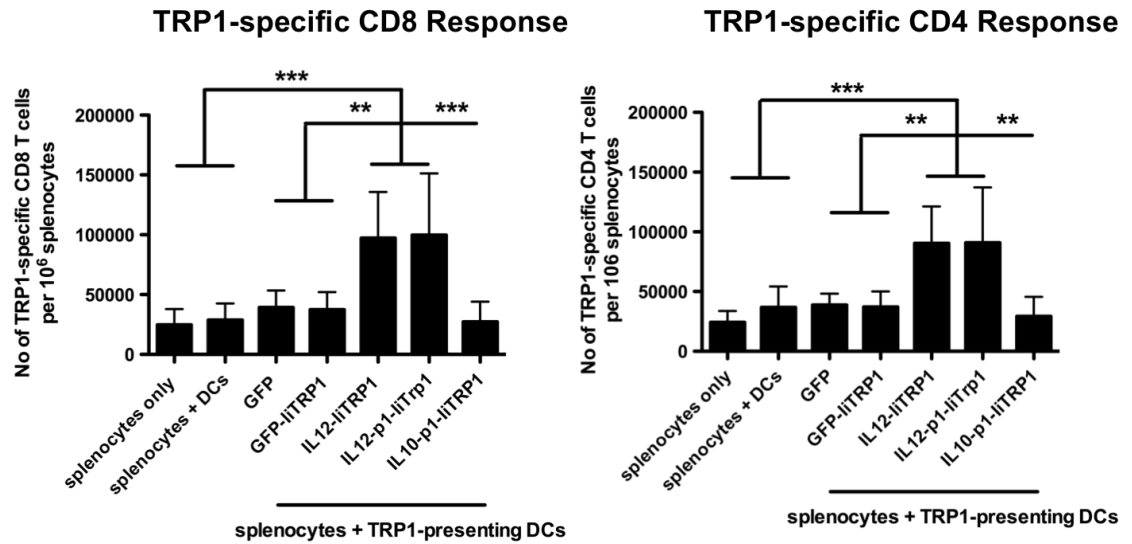 TRP1-specific CD8 Response
***
** ***
No of TRP1-specific CD8 T cells
per 10⁶ splenocytes
200000
150000
100000
50000
0
splenocytes only
splenocytes + DCs
GFP
GFP-IiTRP1
IL12-IiTRP1
IL12-p1-IiTrp1
IL10-p1-IiTRP1
splenocytes + TRP1-presenting DCs
TRP1-specific CD4 Response
***
** **
No of TRP1-specific CD4 T cells
per 106 splenocytes
200000
150000
100000
50000
0
splenocytes only
splenocytes + DCs
GFP
GFP-IiTRP1
IL12-IiTRP1
IL12-p1-IiTrp1
IL10-p1-IiTRP1
splenocytes + TRP1-presenting DCs